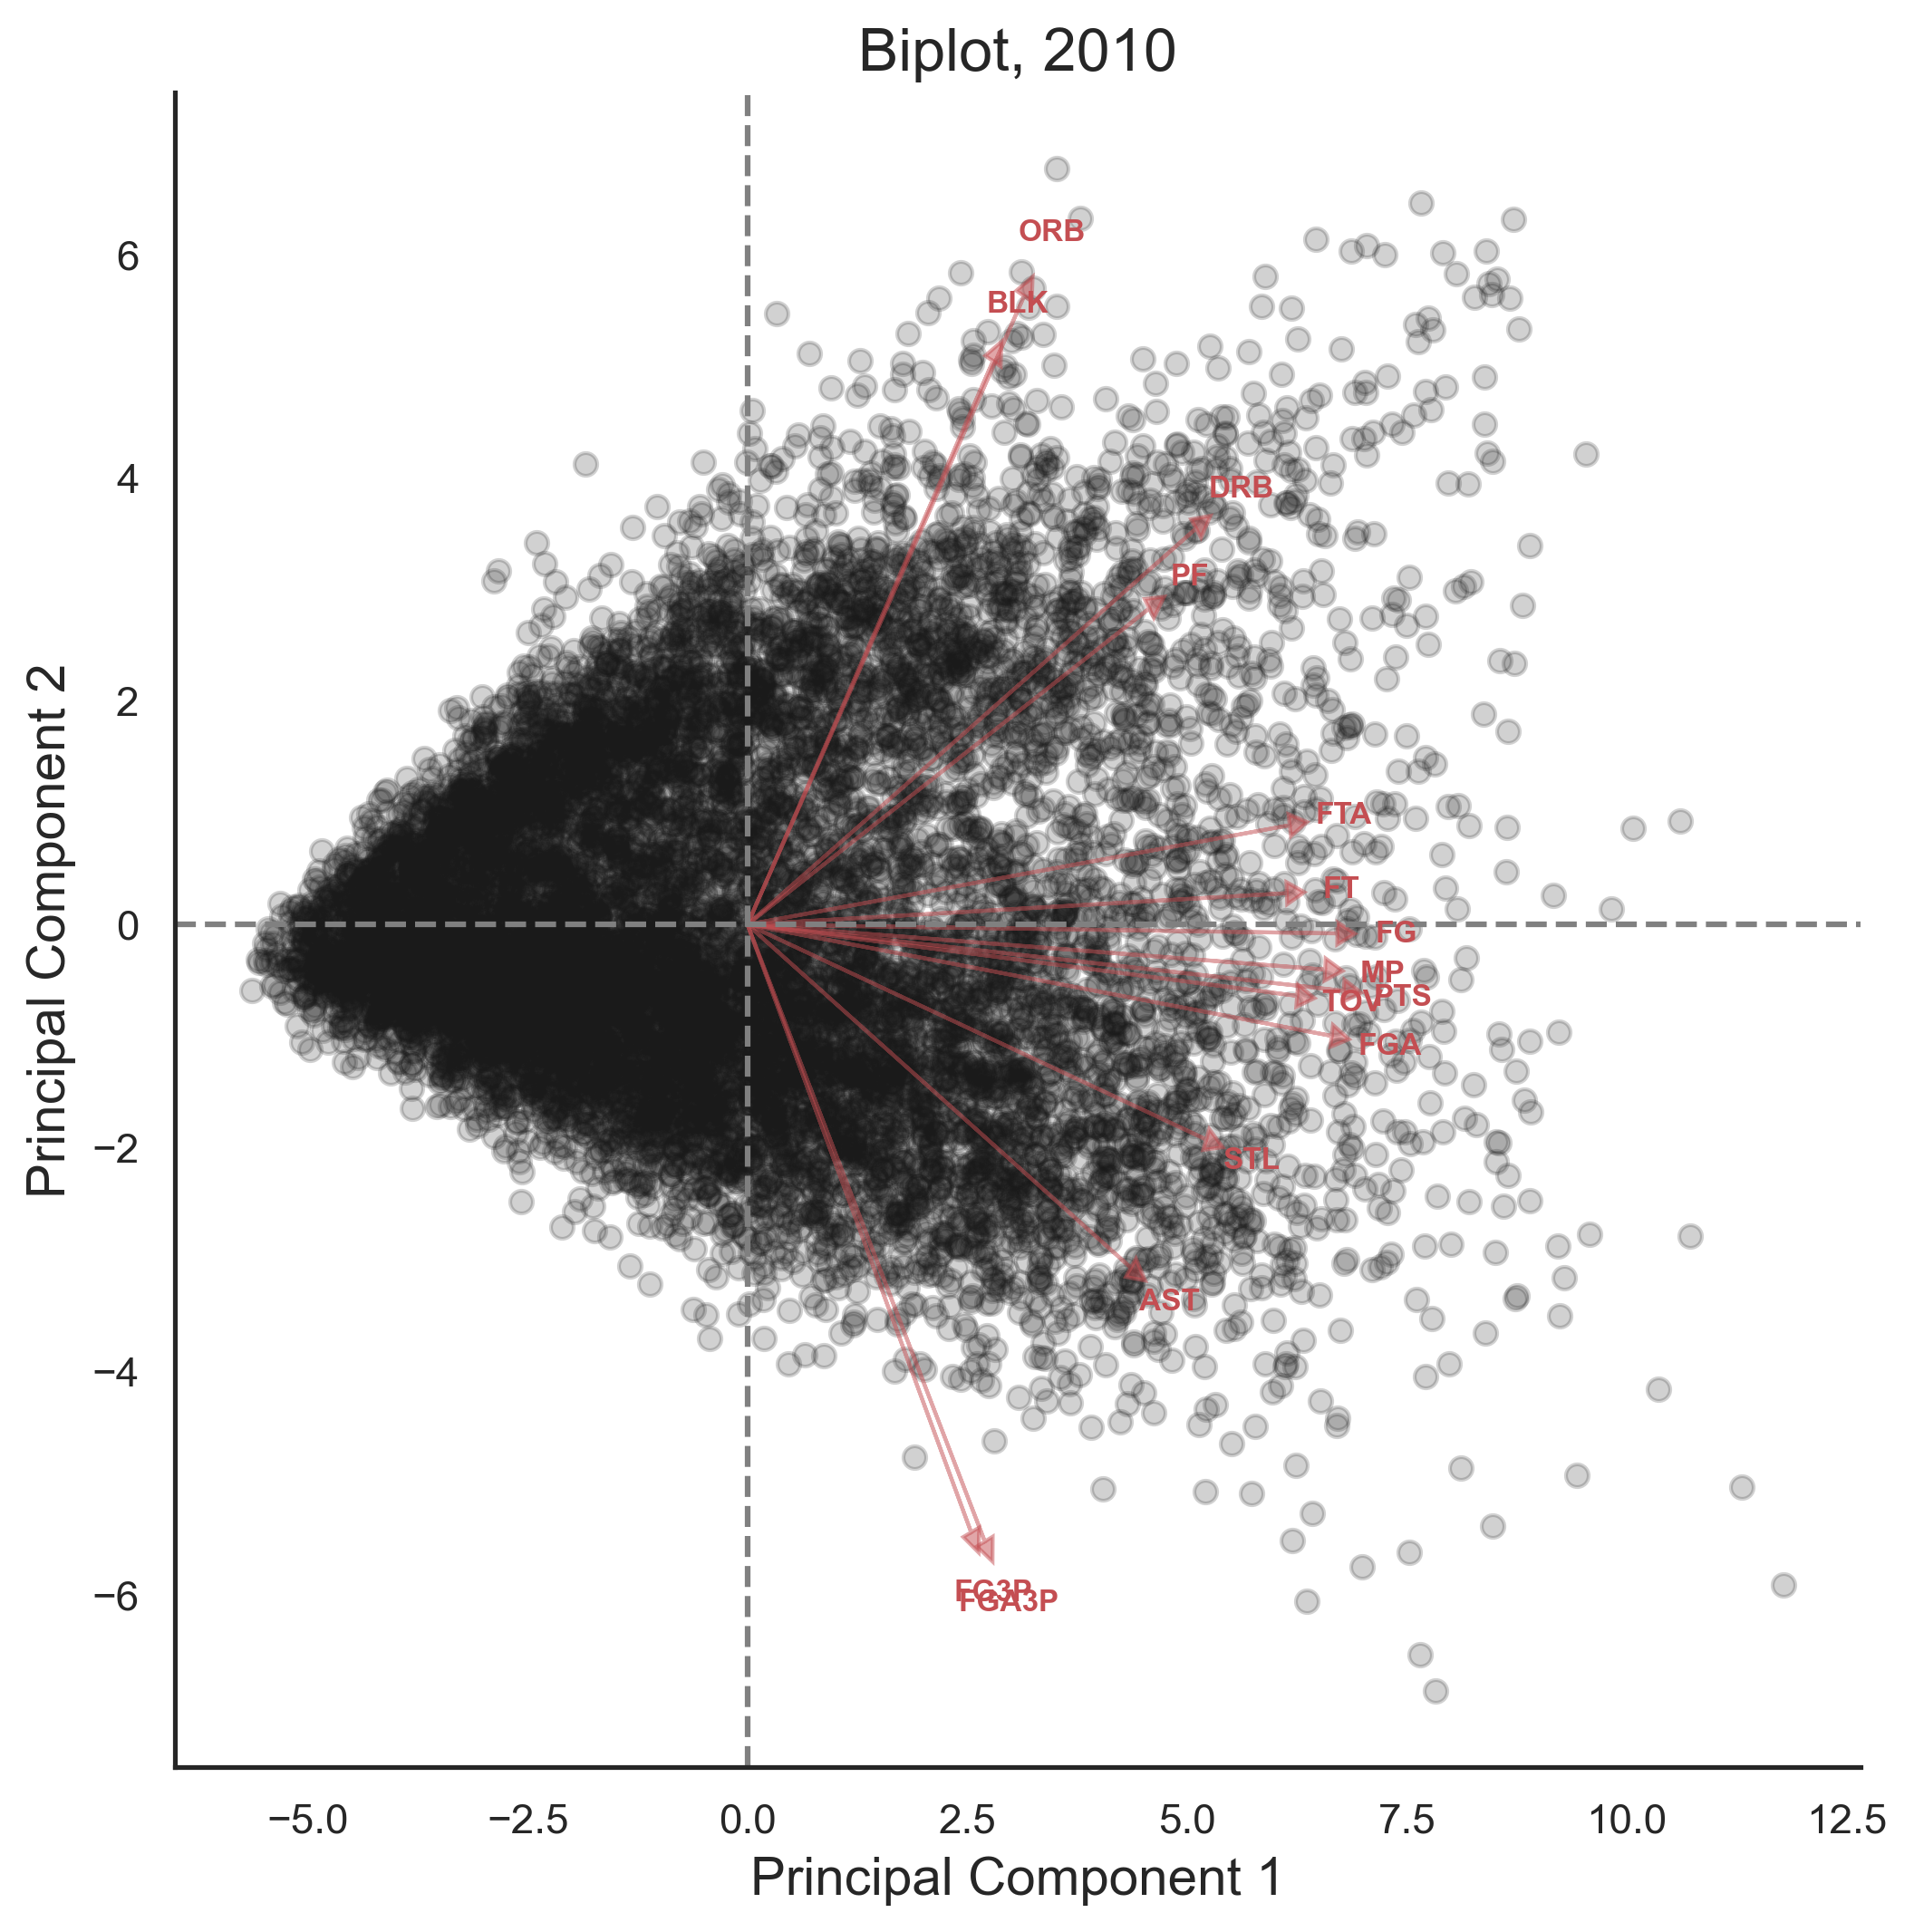 Biplot, 2010
Principal Component 2
6
4
2
0
−2
−4
−6
ORB
BLK
DRB
PF
FTA
FT
FG
MP
PTS
TOV
FGA
STL
AST
FG3P
FGA3P
−5.0 −2.5 0.0 2.5 5.0 7.5 10.0 12.5
Principal Component 1